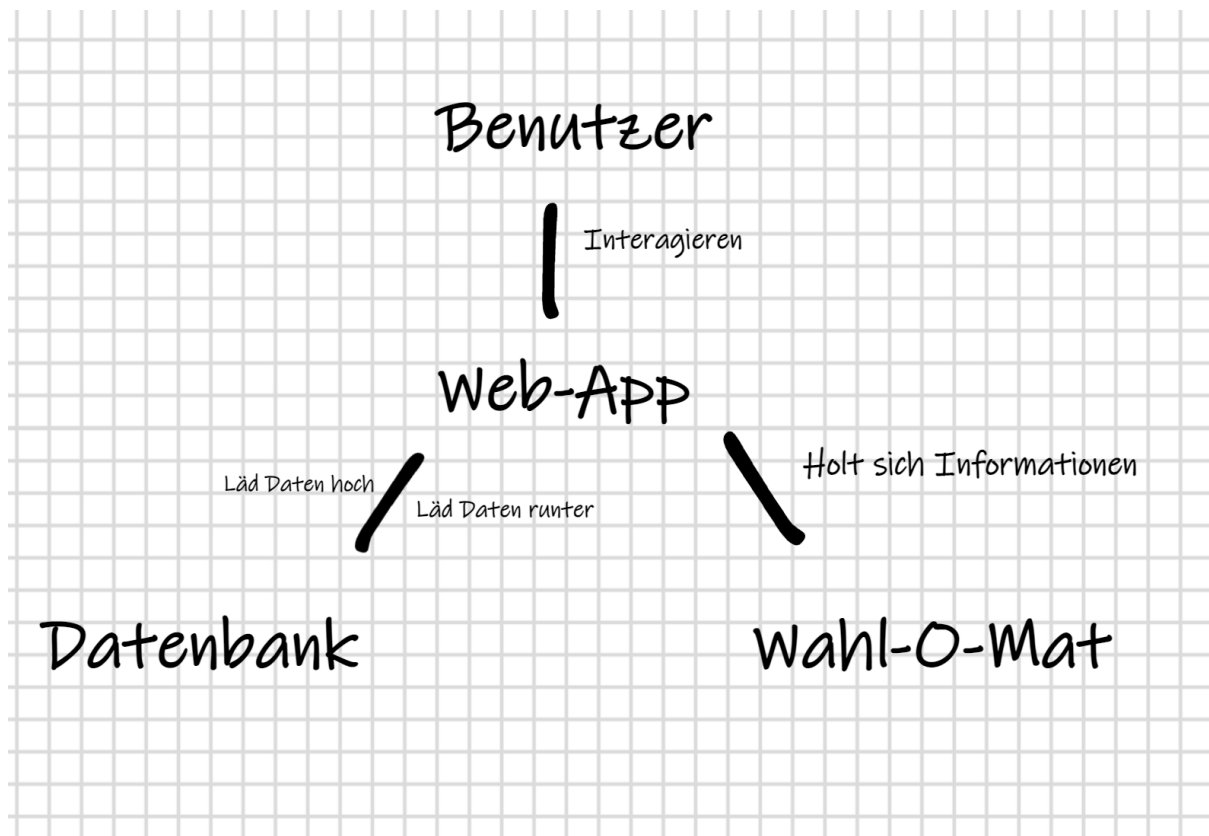 Benutzer
Interagieren
Web-App
Holt sich Informationen
Läd Daten hoch
Läd Daten runter
Datenbank
Wahl-O-Mat